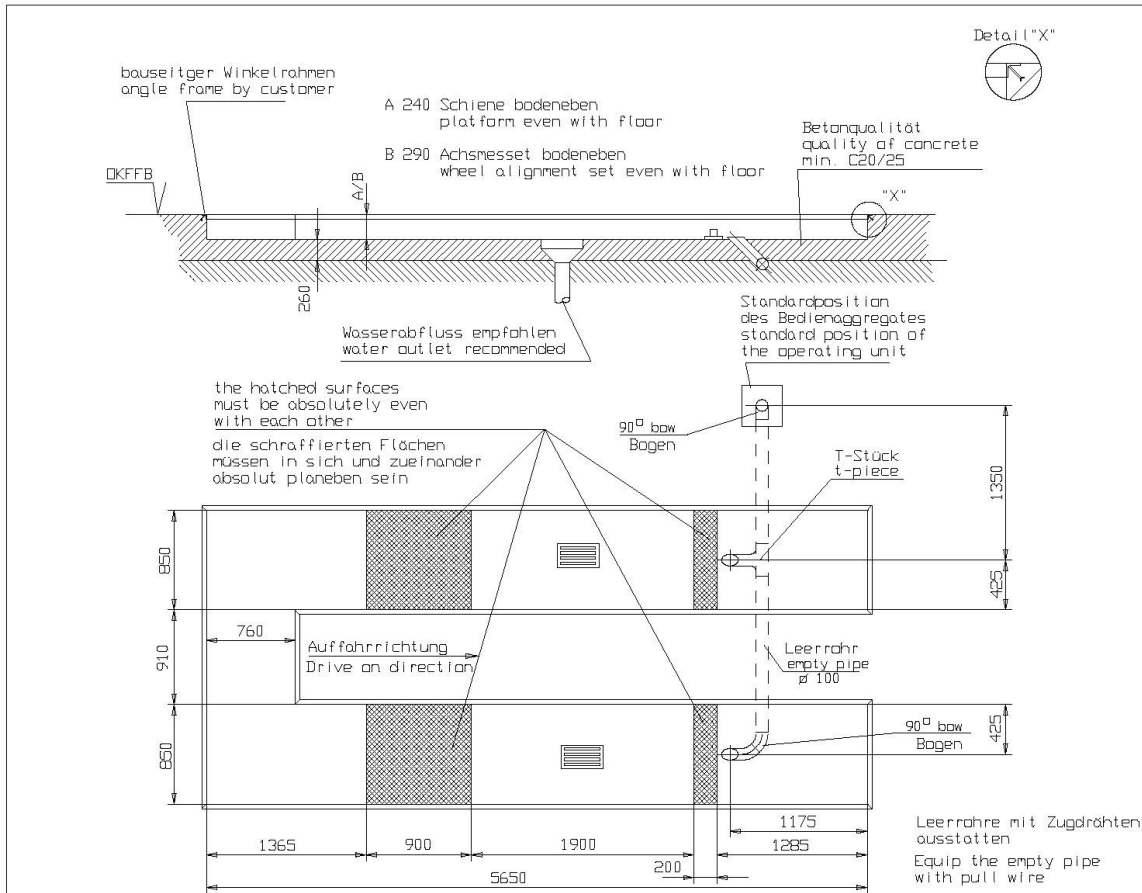 Detail"X"
bauseitger Winkelrahmen
angle frame by customer
A 240 Schiene bodeneben
platform even with floor
B 290 Achsmesset bodeneben
wheel alignment set even with floor
Betonqualität
quality of concrete
min. C20/25
OKFFB
A/B
"X"
260
Wasserabfluss empfohlen
water outlet recommended
Standardposition
des Bedienaggregates
standard position of
the operating unit
the hatched surfaces
must be absolutely even
with each other
die schraffierten Flächen
müssen in sich und zueinander
absolut planeben sein
90° bow
Bogen
T-Stück
t-piece
1350
850
425
760
910
Auffahrrichtung
Drive on direction
Leerrohr
empty pipe
ø 100
850
90° bow
Bogen
425
1175
1365
900
1900
200
1285
5650
Leerrohre mit Zugdrähten
ausstatten
Equip the empty pipe
with pull wire